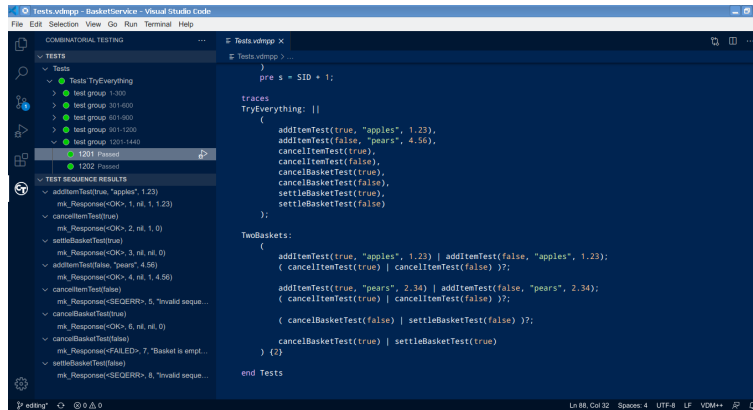 Tests.vdmpp - BasketService - Visual Studio Code
File Edit Selection View Go Run Terminal Help
COMBINATORIAL TESTING ...
TESTS
Tests
Tests`TryEverything
test group 1-300
test group 301-600
test group 601-900
test group 901-1200
test group 1201-1440
1201 Passed
1202 Passed
TEST SEQUENCE RESULTS
addItemTest(true, "apples", 1.23)
mk_Response(<OK>, 1, nil, 1, 1.23)
cancelItemTest(true)
mk_Response(<OK>, 2, nil, 1, 0)
settleBasketTest(true)
mk_Response(<OK>, 3, nil, nil, 0)
addItemTest(false, "pears", 4.56)
mk_Response(<OK>, 4, nil, 1, 4.56)
cancelItemTest(false)
mk_Response(<SEQERR>, 5, "Invalid seque...
cancelBasketTest(true)
mk_Response(<OK>, 6, nil, nil, 0)
cancelBasketTest(false)
mk_Response(<FAILED>, 7, "Basket is empt...
settleBasketTest(false)
mk_Response(<SEQERR>, 8, "Invalid seque...
Tests.vdmpp ×
Tests.vdmpp > ...
)
pre s = SID + 1;
traces
TryEverything: ||
(
addItemTest(true, "apples", 1.23),
addItemTest(false, "pears", 4.56),
cancelItemTest(true),
cancelItemTest(false),
cancelBasketTest(true),
cancelBasketTest(false),
settleBasketTest(true),
settleBasketTest(false)
);
TwoBaskets:
(
addItemTest(true, "apples", 1.23) | addItemTest(false, "apples", 1.23);
( cancelItemTest(true) | cancelItemTest(false) )?;
addItemTest(true, "pears", 2.34) | addItemTest(false, "pears", 2.34);
( cancelItemTest(true) | cancelItemTest(false) )?;
( cancelBasketTest(false) | settleBasketTest(false) )?;
cancelBasketTest(true) | settleBasketTest(true)
) {2}
end Tests
editing* 0 0 Ln 88, Col 32 Spaces: 4 UTF-8 LF VDM++